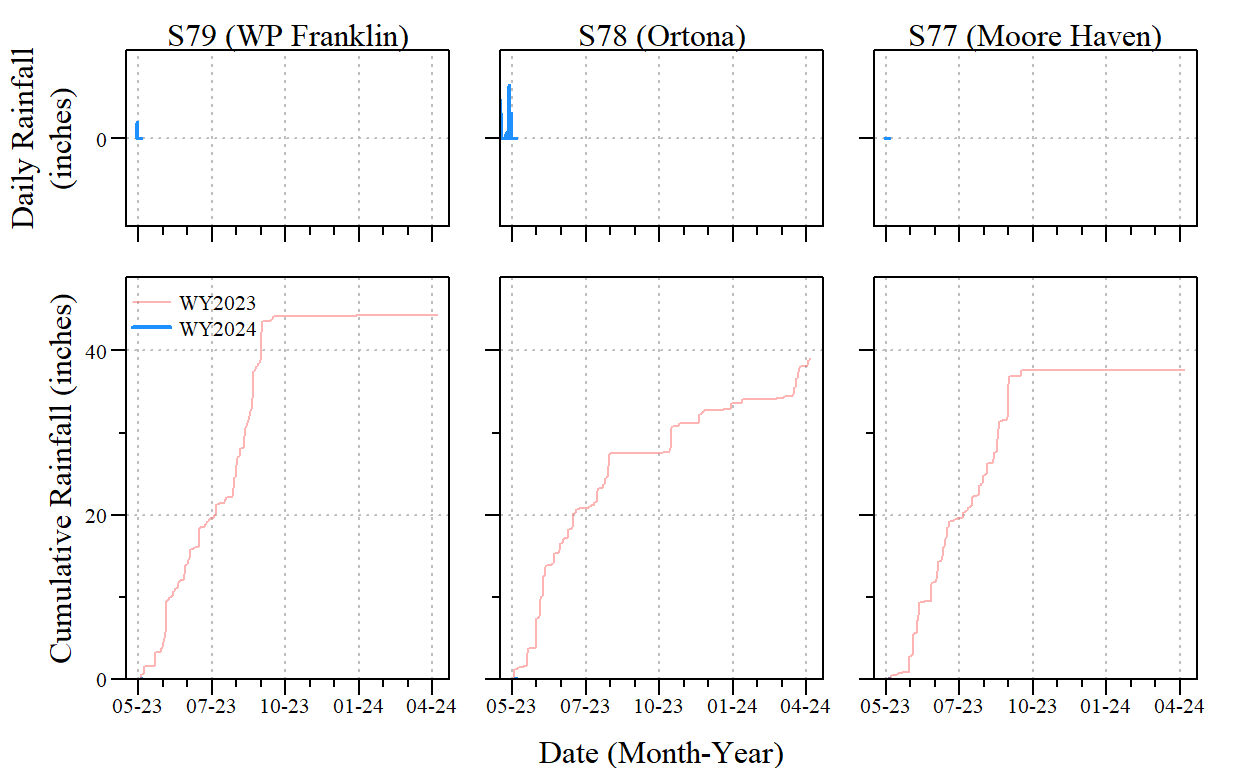 S79 (WP Franklin)
S78 (Ortona)
S77 (Moore Haven)
Daily Rainfall
(inches)
0
WY2023
WY2024
Cumulative Rainfall (inches)
40
20
0
05-23 07-23 10-23 01-24 04-24
05-23 07-23 10-23 01-24 04-24
05-23 07-23 10-23 01-24 04-24
Date (Month-Year)